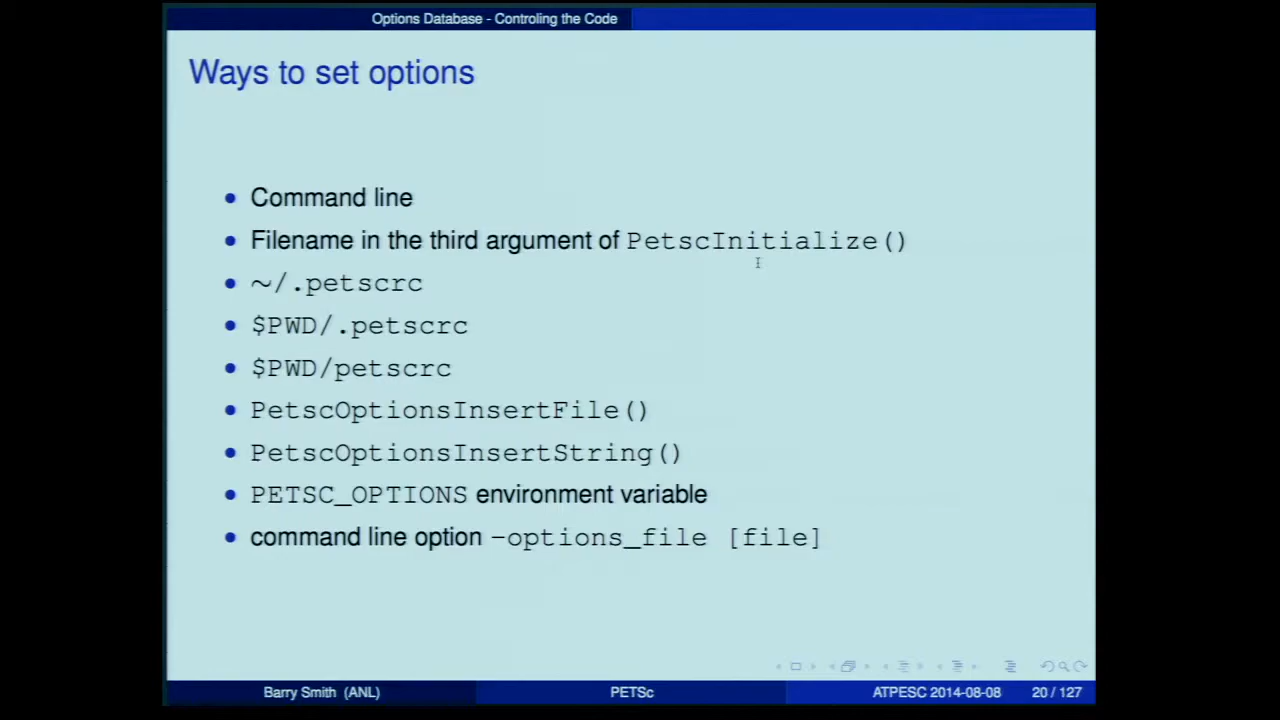 Options Database - Controling the Code
Ways to set options
Command line
Filename in the third argument of PetscInitialize()
~/.petscrc
$PWD/.petscrc
$PWD/petscrc
PetscOptionsInsertFile()
PetscOptionsInsertString()
PETSC_OPTIONS environment variable
command line option -options_file [file]
Barry Smith (ANL) PETSc ATPESC 2014-08-08 20 / 127